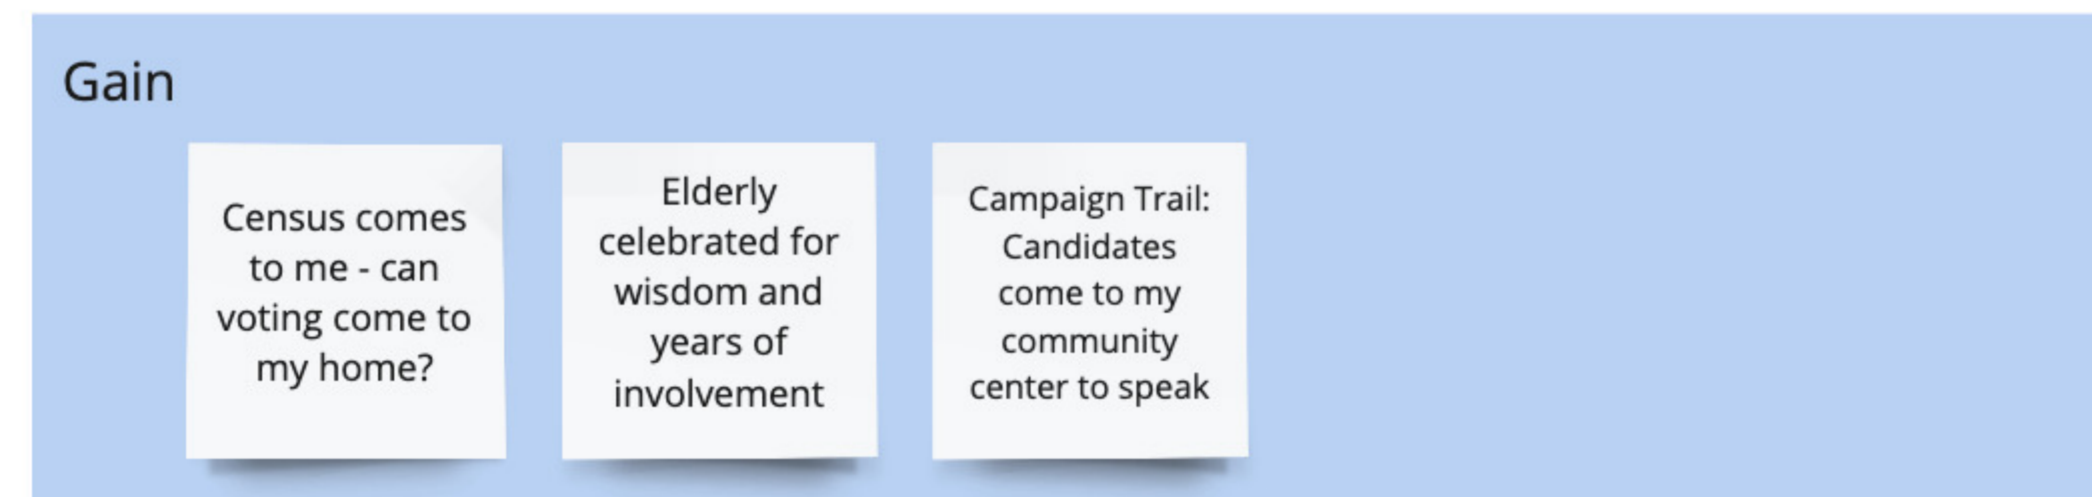 Gain
Census comes
to me - can
voting come to
my home?
Elderly
celebrated for
wisdom and
years of
involvement
Campaign Trail:
Candidates
come to my
community
center to speak